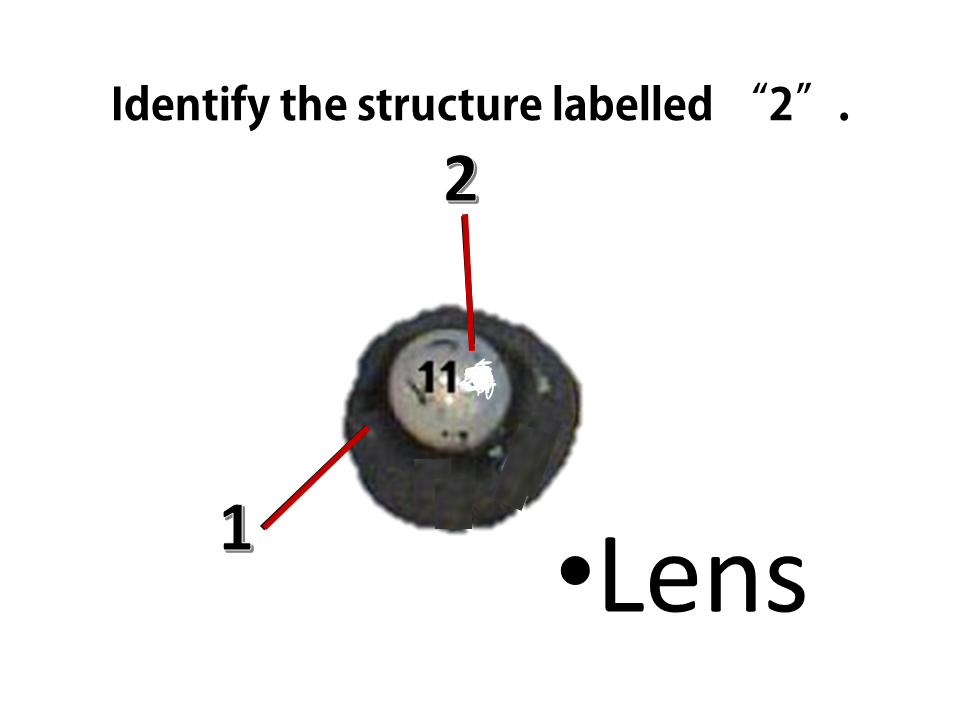 Identify the structure labelled “2” .
2
11
1
•Lens